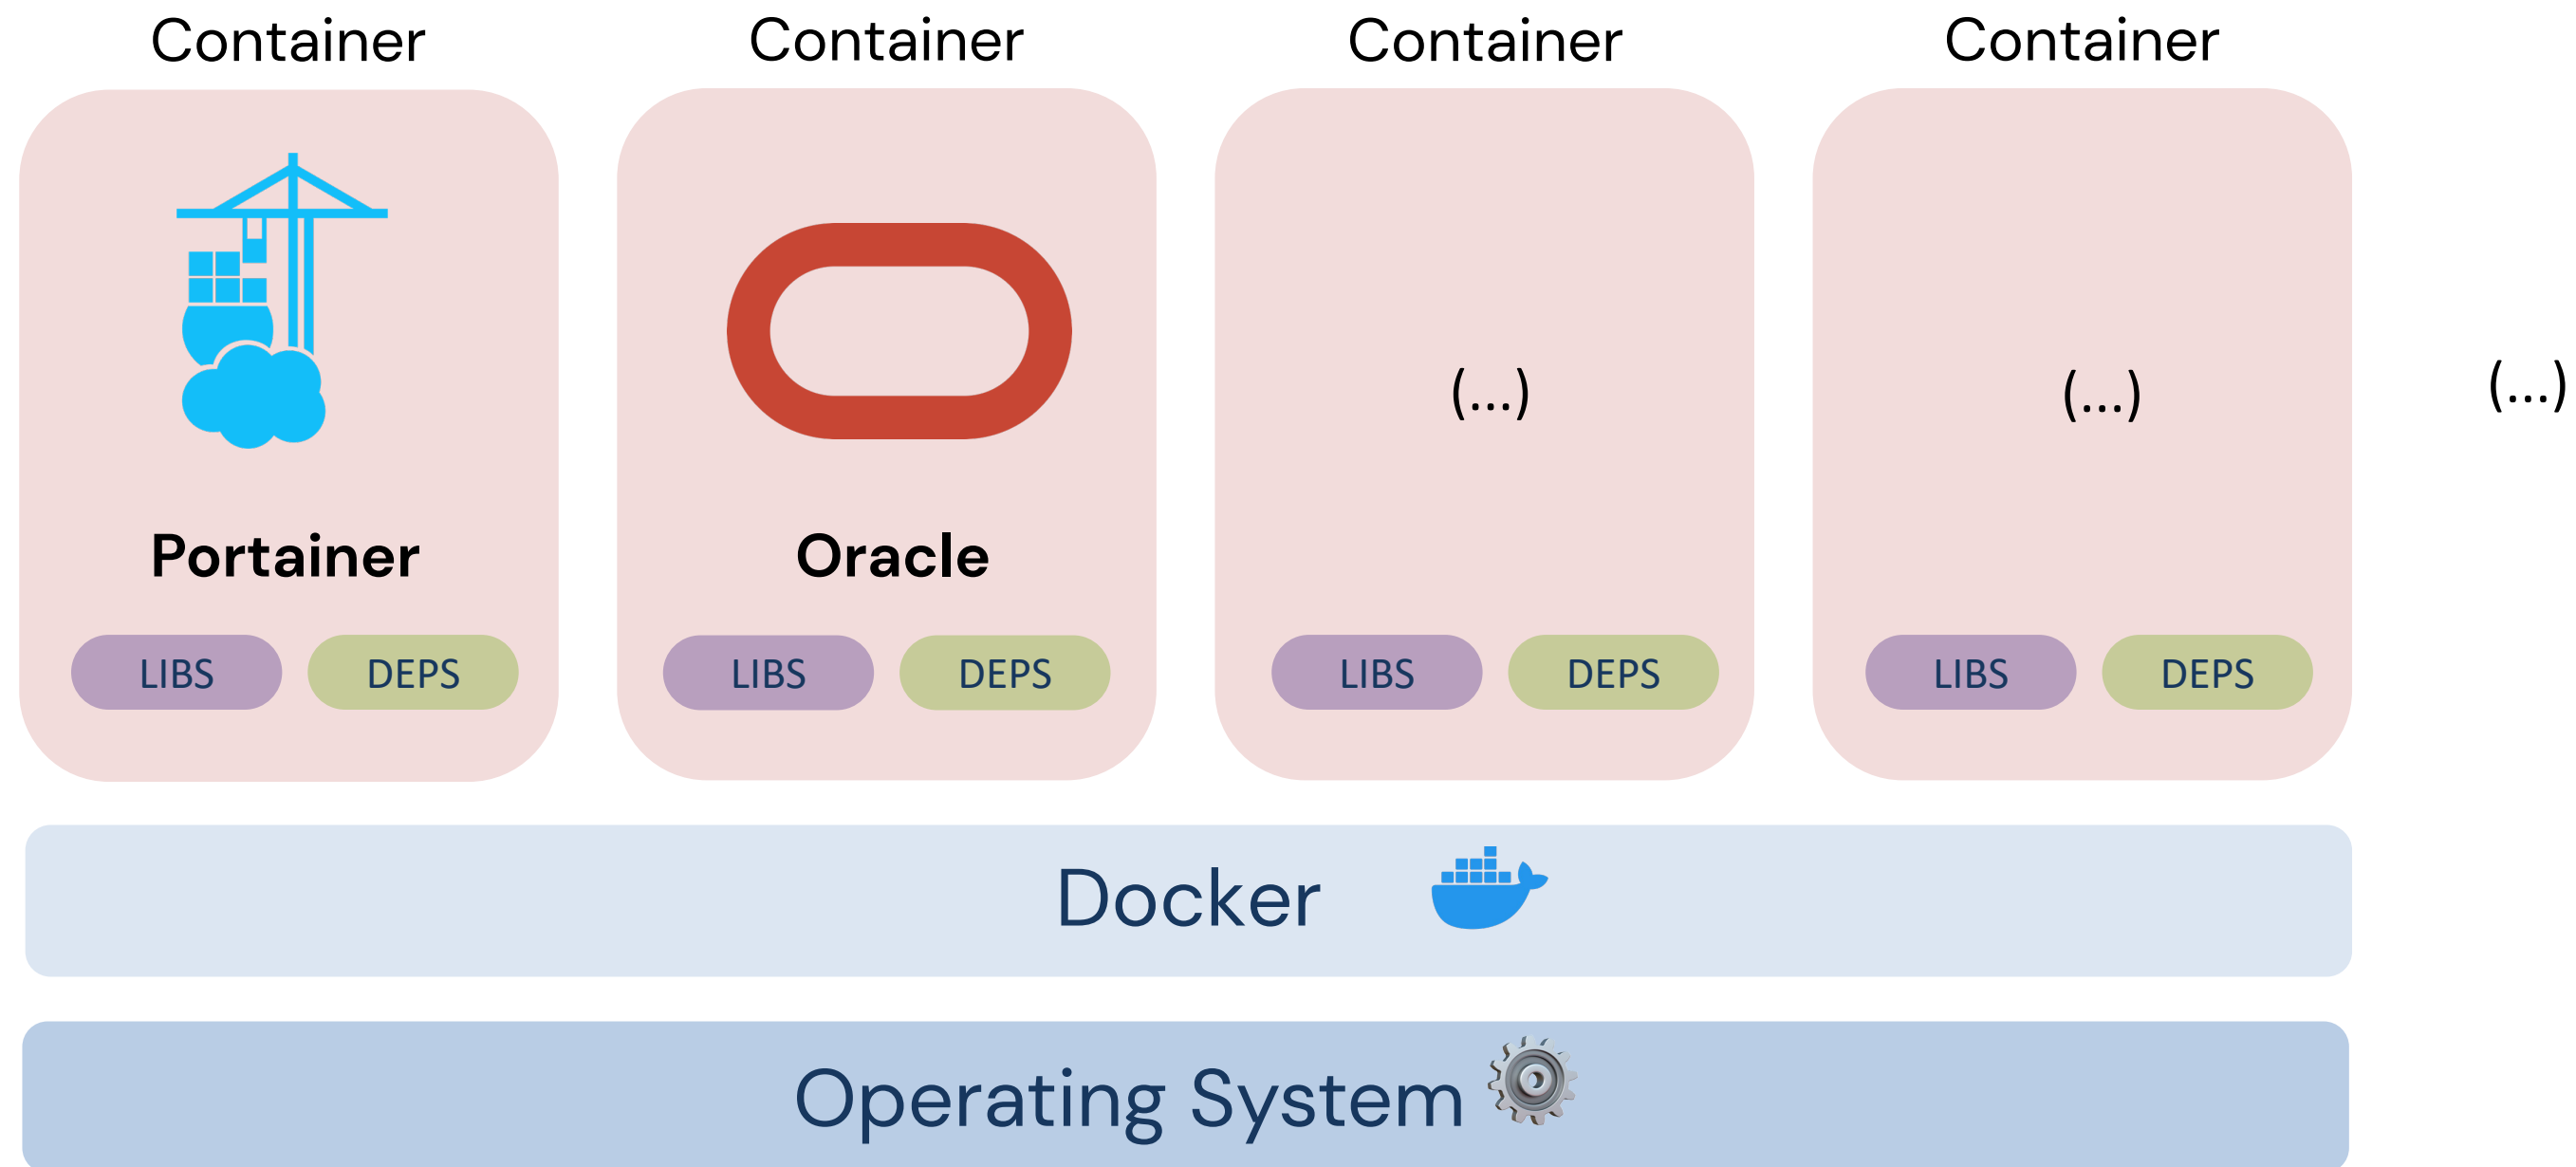 Container
Container
Container
Container
(...)
(...)
(...)
Portainer
Oracle
LIBS
DEPS
LIBS
DEPS
LIBS
DEPS
LIBS
DEPS
Docker
Operating System